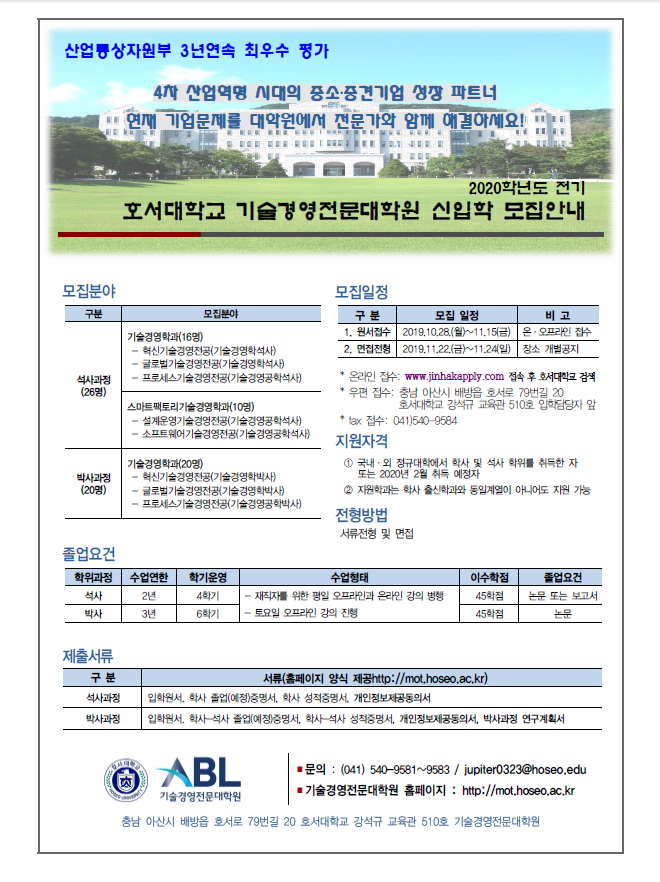 산업통상자원부 3년연속 최우수 평가
4차 산업혁명 시대의 중소·중견기업 성장 파트너
현재 기업문제를 대학원에서 전문가와 함께 해결하세요!
2020학년도 전기
호서대학교 기술경영전문대학원 신입학 모집안내
모집분야
구분 모집분야
석사과정
(26명)
기술경영학과(16명)
- 혁신기술경영전공(기술경영학석사)
- 글로벌기술경영전공(기술경영학석사)
- 프로세스기술경영전공(기술경영공학석사)
스마트팩토리기술경영학과(10명)
- 설계운영기술경영전공(기술경영공학석사)
- 소프트웨어기술경영전공(기술경영공학석사)
박사과정
(20명)
기술경영학과(20명)
- 혁신기술경영전공(기술경영학박사)
- 글로벌기술경영전공(기술경영학박사)
- 프로세스기술경영전공(기술경영공학박사)
모집일정
구 분 모집 일정 비 고
1. 원서접수 2019.10.28.(월)~11.15(금) 온·오프라인 접수
2. 면접전형 2019.11.22.(금)~11.24(일) 장소 개별공지
* 온라인 접수: www.jinhakapply.com 접속 후 호서대학교 검색
* 우편 접수: 충남 아산시 배방읍 호서로 79번길 20
호서대학교 강석규 교육관 510호 입학담당자 앞
* fax 접수: 041)540-9584
지원자격
① 국내·외 정규대학에서 학사 및 석사 학위를 취득한 자
또는 2020년 2월 취득 예정자
② 지원학과는 학사 출신학과와 동일계열이 아니어도 지원 가능
전형방법
서류전형 및 면접
졸업요건
학위과정 수업연한 학기운영 수업형태 이수학점 졸업요건
석사 2년 4학기 - 재직자를 위한 평일 오프라인과 온라인 강의 병행 45학점 논문 또는 보고서
박사 3년 6학기 - 토요일 오프라인 강의 진행 45학점 논문
제출서류
구 분 서류(홈페이지 양식 제공http://mot.hoseo.ac.kr)
석사과정 입학원서, 학사 졸업(예정)증명서, 학사 성적증명서, 개인정보제공동의서
박사과정 입학원서, 학사-석사 졸업(예정)증명서, 학사-석사 성적증명서, 개인정보제공동의서, 박사과정 연구계획서
ABL
기술경영전문대학원
■ 문의 : (041) 540-9581~9583 / jupiter0323@hoseo.edu
■ 기술경영전문대학원 홈페이지 : http://mot.hoseo.ac.kr
충남 아산시 배방읍 호서로 79번길 20 호서대학교 강석규 교육관 510호 기술경영전문대학원